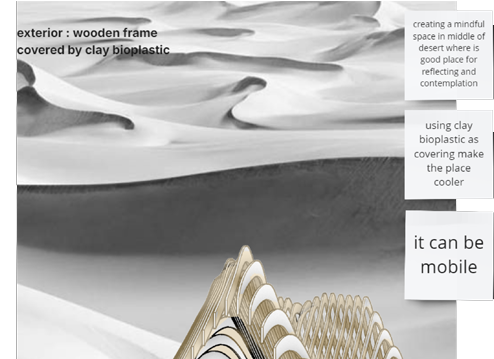 exterior : wooden frame
covered by clay bioplastic
creating a mindful
space in middle of
desert where is
good place for
reflecting and
contemplation
using clay
bioplastic as
covering make
the place
cooler
it can be
mobile